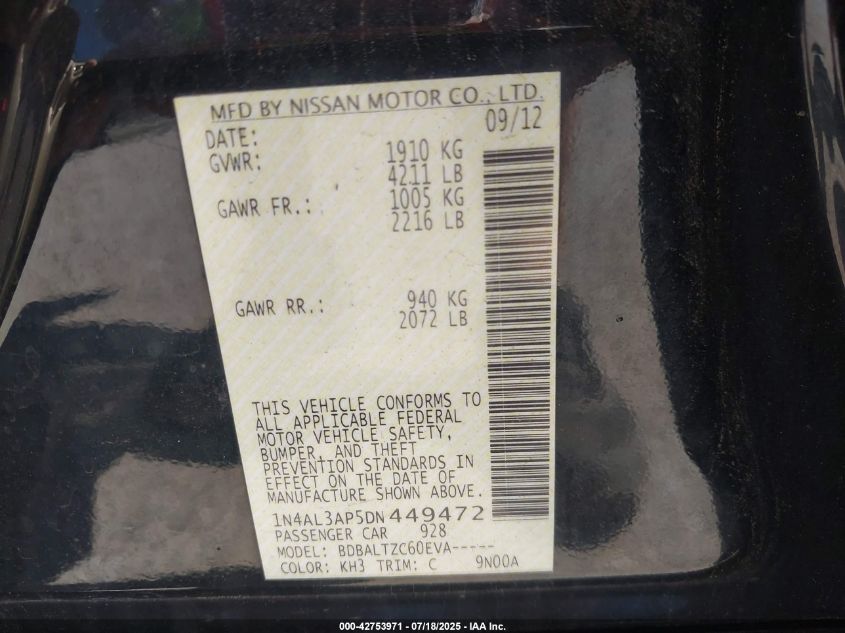 MFD BY NISSAN MOTOR CO., LTD.
DATE: 09/12
GVWR: 1910 KG
4211 LB
GAWR FR.: 1005 KG
2216 LB
GAWR RR.: 940 KG
2072 LB
THIS VEHICLE CONFORMS TO
ALL APPLICABLE FEDERAL
MOTOR VEHICLE SAFETY,
BUMPER, AND THEFT
PREVENTION STANDARDS IN
EFFECT ON THE DATE OF
MANUFACTURE SHOWN ABOVE.
1N4AL3AP5DN449472
PASSENGER CAR 928
MODEL: BDBALTZC60EVA-----
COLOR: KH3 TRIM: C 9N00A
000-42753971 - 07/18/2025 - IAA Inc.